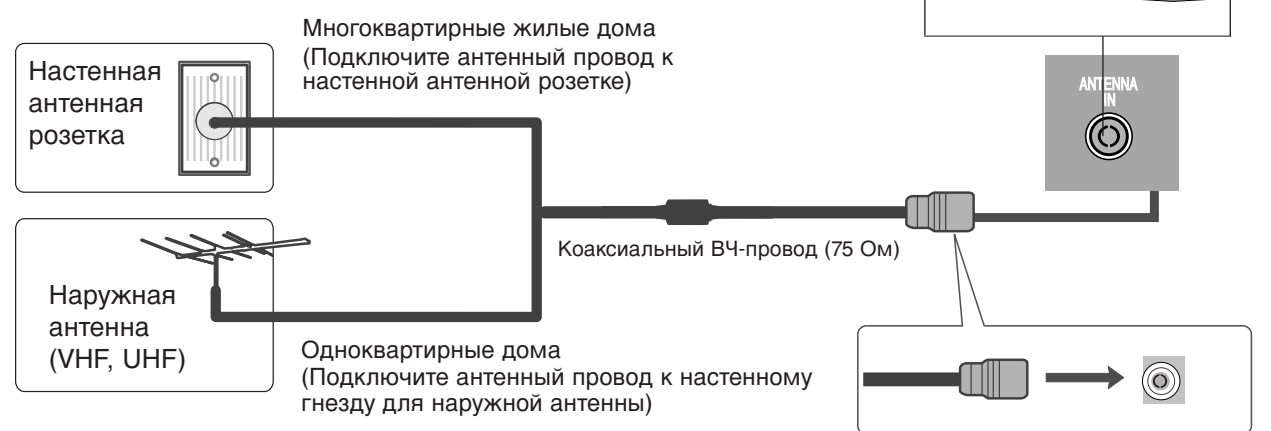 Многоквартирные жилые дома
(Подключите антенный провод к
настенной антенной розетке)
Настенная
антенная
розетка
ANTENNA
IN
Коаксиальный ВЧ-провод (75 Ом)
Наружная
антенна
(VHF, UHF)
Одноквартирные дома
(Подключите антенный провод к настенному
гнезду для наружной антенны)